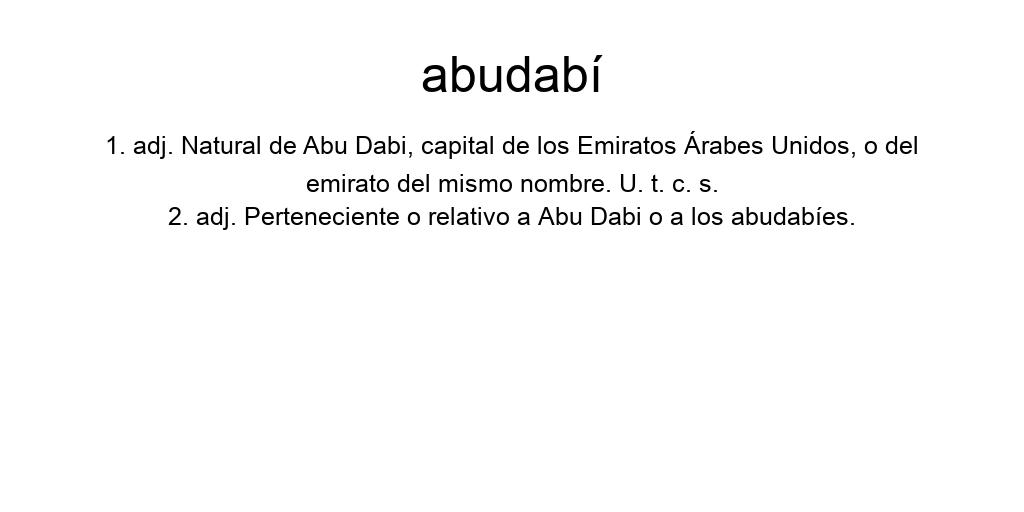 abudabí
1. adj. Natural de Abu Dabi, capital de los Emiratos Árabes Unidos, o del
emirato del mismo nombre. U. t. c. s.
2. adj. Perteneciente o relativo a Abu Dabi o a los abudabíes.